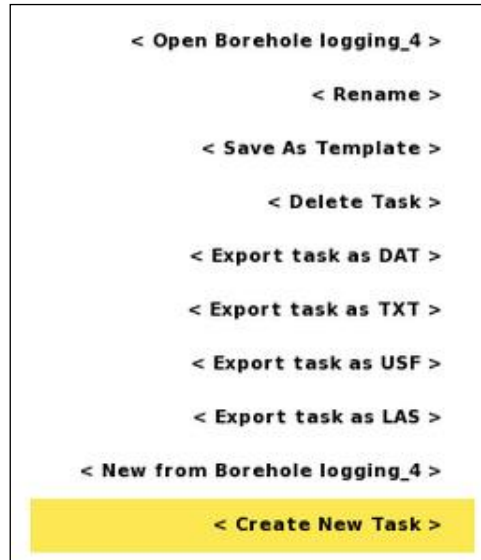 < Open Borehole logging_4 >
< Rename >
< Save As Template >
< Delete Task >
< Export task as DAT >
< Export task as TXT >
< Export task as USF >
< Export task as LAS >
< New from Borehole logging_4 >
< Create New Task >